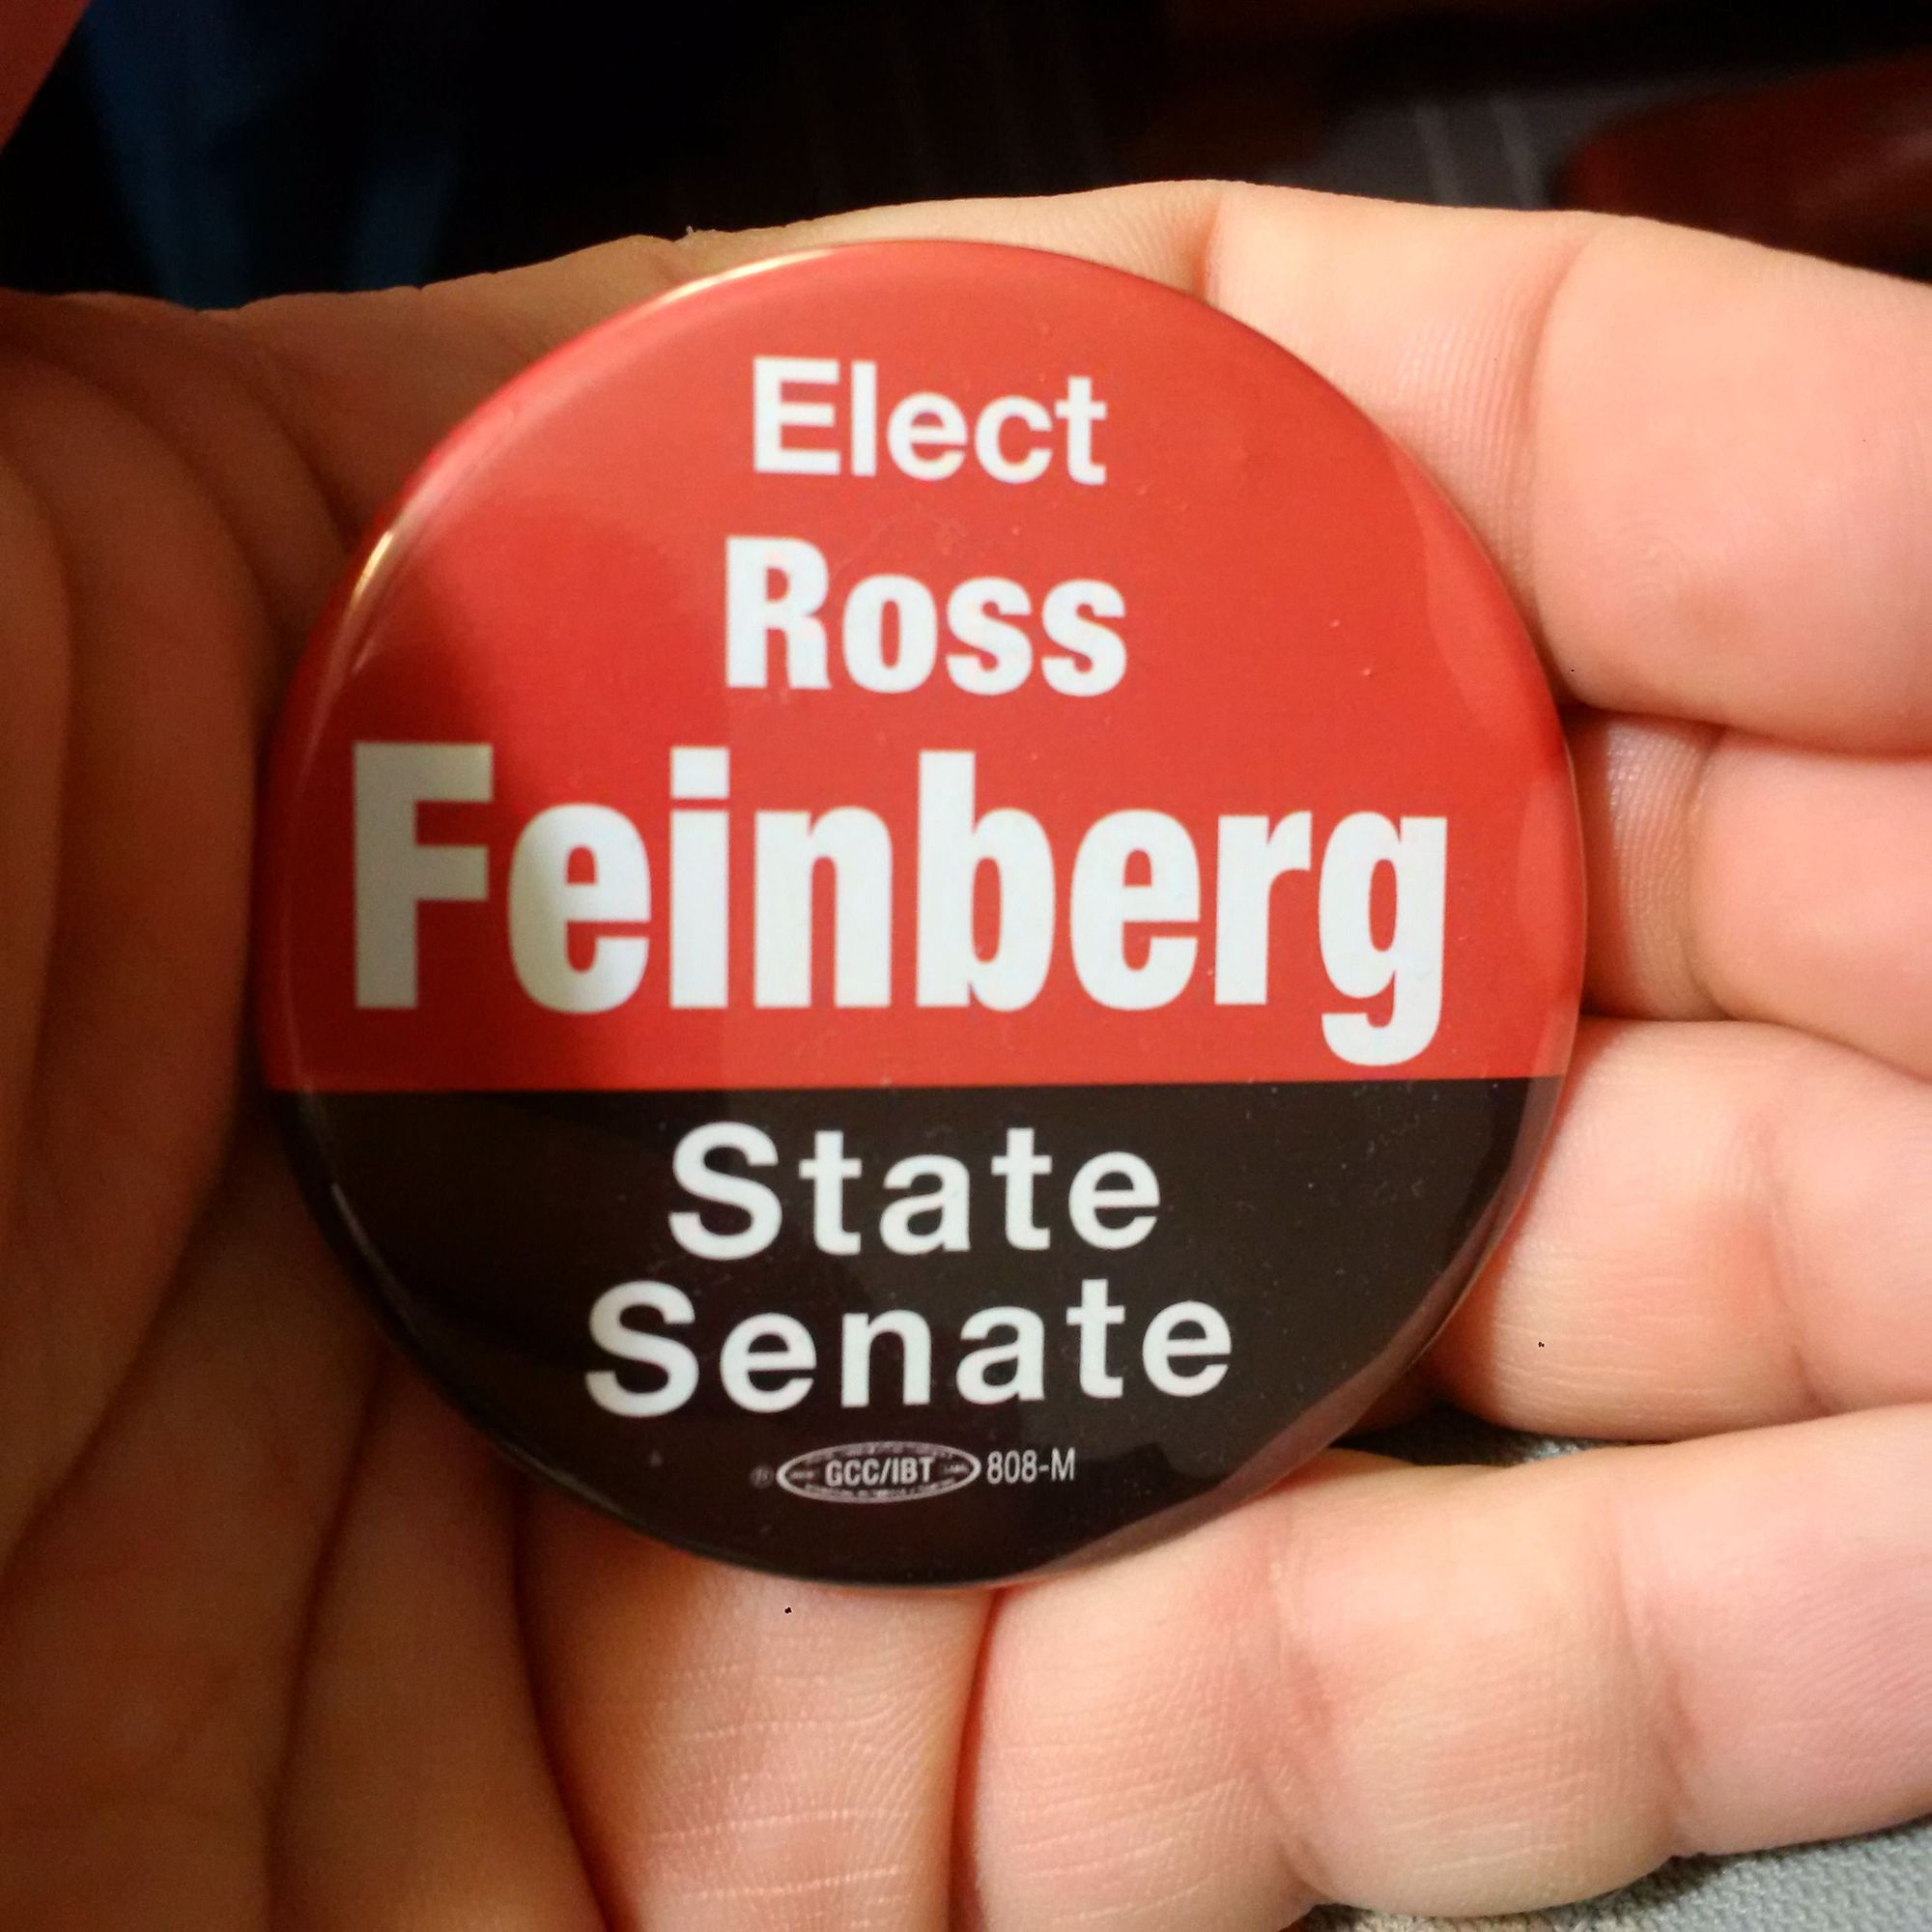 Elect
Ross
Feinberg
State
Senate
® GCC/IBT 808-M